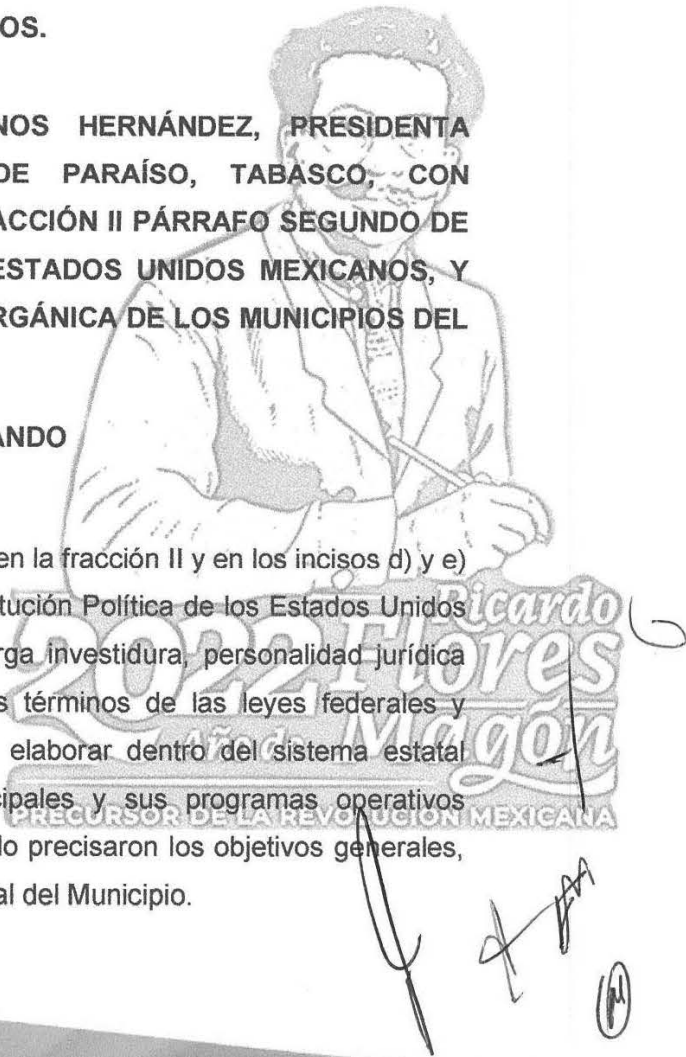 OS.
NOS HERNÁNDEZ, PRESIDENTA
DE PARAÍSO, TABASCO, CON
ACCIÓN II PÁRRAFO SEGUNDO DE
ESTADOS UNIDOS MEXICANOS, Y
RGÁNICA DE LOS MUNICIPIOS DEL
ANDO
en la fracción II y en los incisos d) y e)
tución Política de los Estados Unidos
rga investidura, personalidad jurídica
s términos de las leyes federales y
elaborar dentro del sistema estatal
cipales y sus programas operativos
lo precisaron los objetivos generales,
al del Municipio.
2022 Ricardo
Flores
Año de Magón
PRECURSOR DE LA REVOLUCIÓN MEXICANA